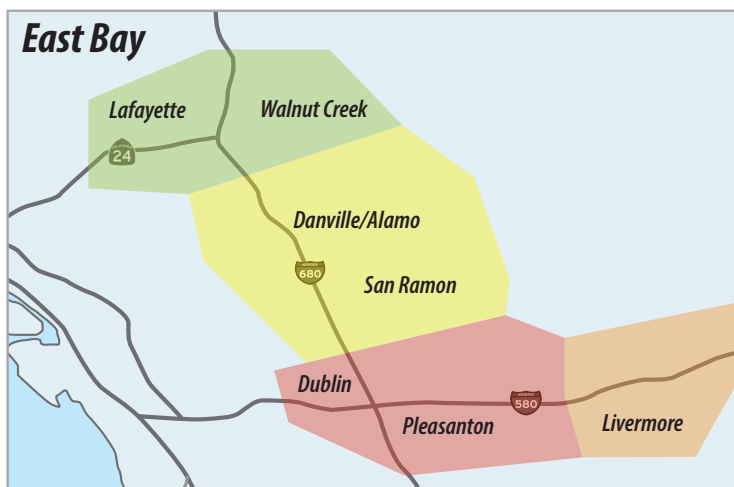 East Bay
Lafayette
Walnut Creek
24
Danville/Alamo
680
San Ramon
Dublin
580
Pleasanton
Livermore